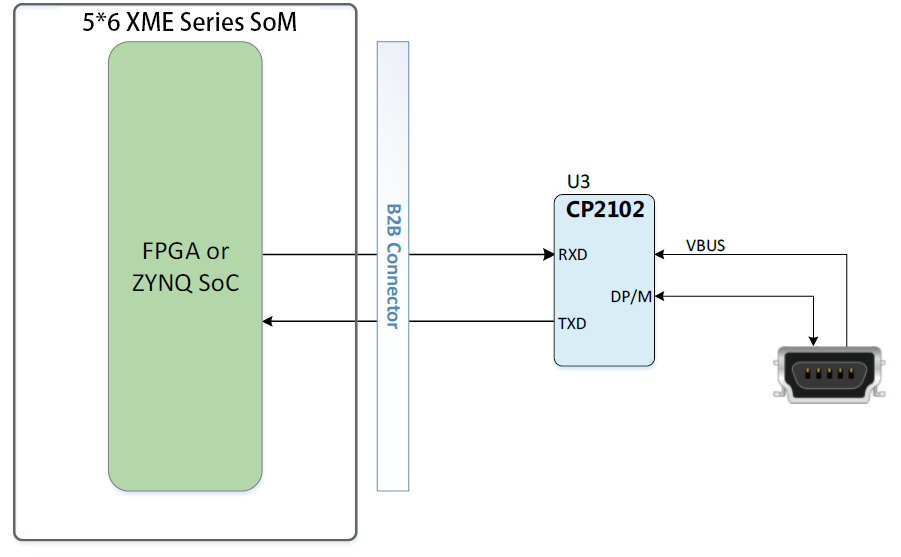 5*6 XME Series SoM
FPGA or
ZYNQ SoC
B2B Connector
U3
CP2102
RXD
DP/M
TXD
VBUS